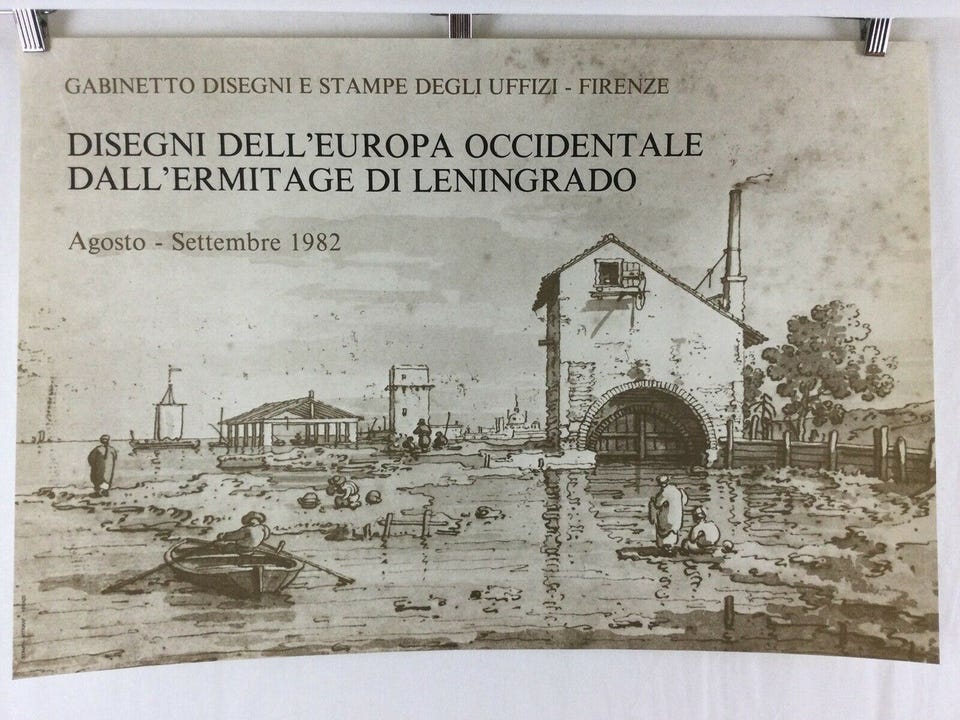 GABINETTO DISEGNI E STAMPE DEGLI UFFIZI - FIRENZE
DISEGNI DELL'EUROPA OCCIDENTALE
DALL'ERMITAGE DI LENINGRADO
Agosto - Settembre 1982